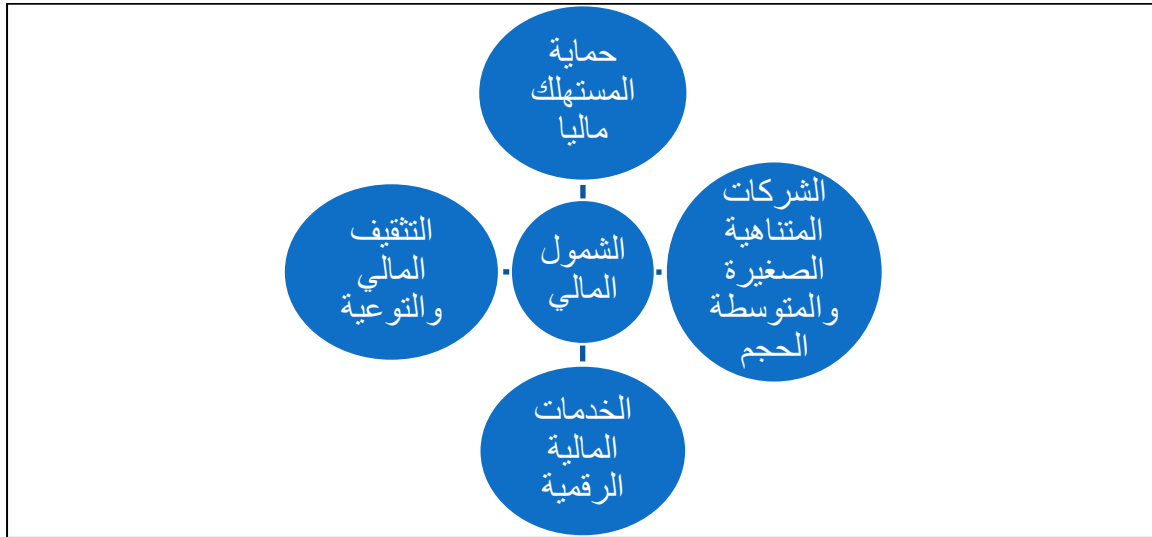 حماية
المستهلك
ماليا
الشركات
المتناهية
الصغيرة
والمتوسطة
الحجم
الشمول
المالي
التثقيف
المالي
والتوعية
الخدمات
المالية
الرقمية